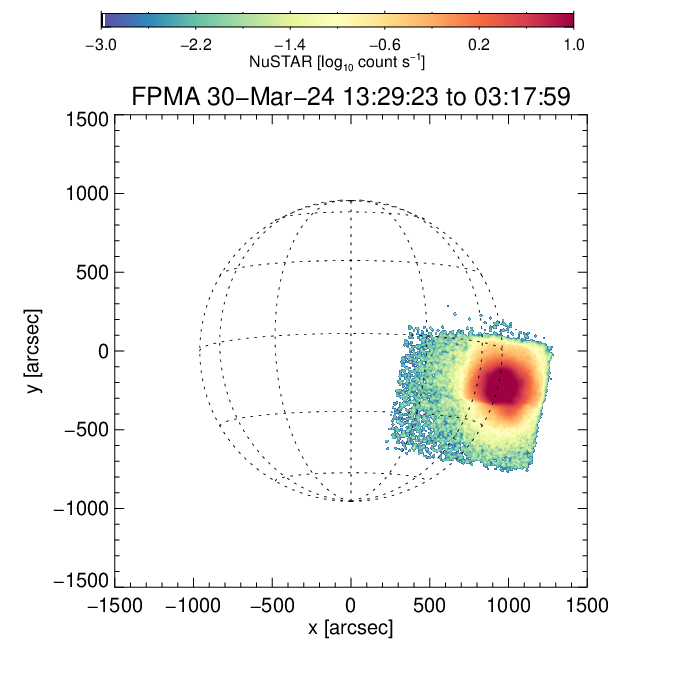 −3.0 −2.2 −1.4 −0.6 0.2 1.0
NuSTAR [log₁₀ count s⁻¹]
FPMA 30−Mar−24 13:29:23 to 03:17:59
1500
1000
500
0
−500
−1000
−1500
y [arcsec]
−1500 −1000 −500 0 500 1000 1500
x [arcsec]